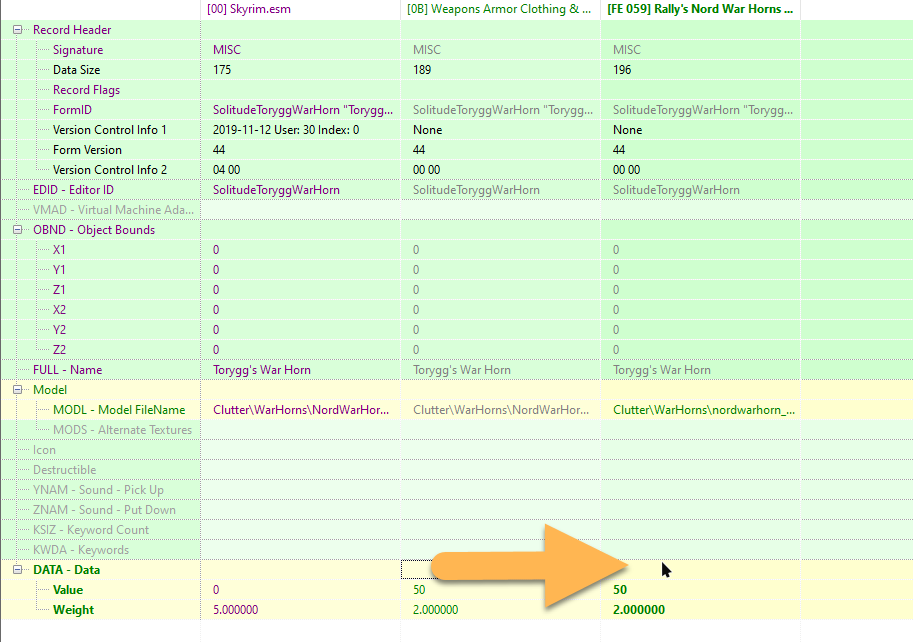 [00] Skyrim.esm [0B] Weapons Armor Clothing & ... [FE 059] Rally's Nord War Horns ...
Record Header
Signature MISC MISC MISC
Data Size 175 189 196
Record Flags
FormID SolitudeToryggWarHorn "Torygg... SolitudeToryggWarHorn "Torygg... SolitudeToryggWarHorn "Torygg...
Version Control Info 1 2019-11-12 User: 30 Index: 0 None None
Form Version 44 44 44
Version Control Info 2 04 00 00 00 00 00
EDID - Editor ID SolitudeToryggWarHorn SolitudeToryggWarHorn SolitudeToryggWarHorn
VMAD - Virtual Machine Ada...
OBND - Object Bounds
X1 0 0 0
Y1 0 0 0
Z1 0 0 0
X2 0 0 0
Y2 0 0 0
Z2 0 0 0
FULL - Name Torygg's War Horn Torygg's War Horn Torygg's War Horn
Model
MODL - Model FileName Clutter\WarHorns\NordWarHor... Clutter\WarHorns\NordWarHor... Clutter\WarHorns\nordwarhorn_...
MODS - Alternate Textures
Icon
Destructible
YNAM - Sound - Pick Up
ZNAM - Sound - Put Down
KSIZ - Keyword Count
KWDA - Keywords
DATA - Data
Value 0 50 50
Weight 5.000000 2.000000 2.000000